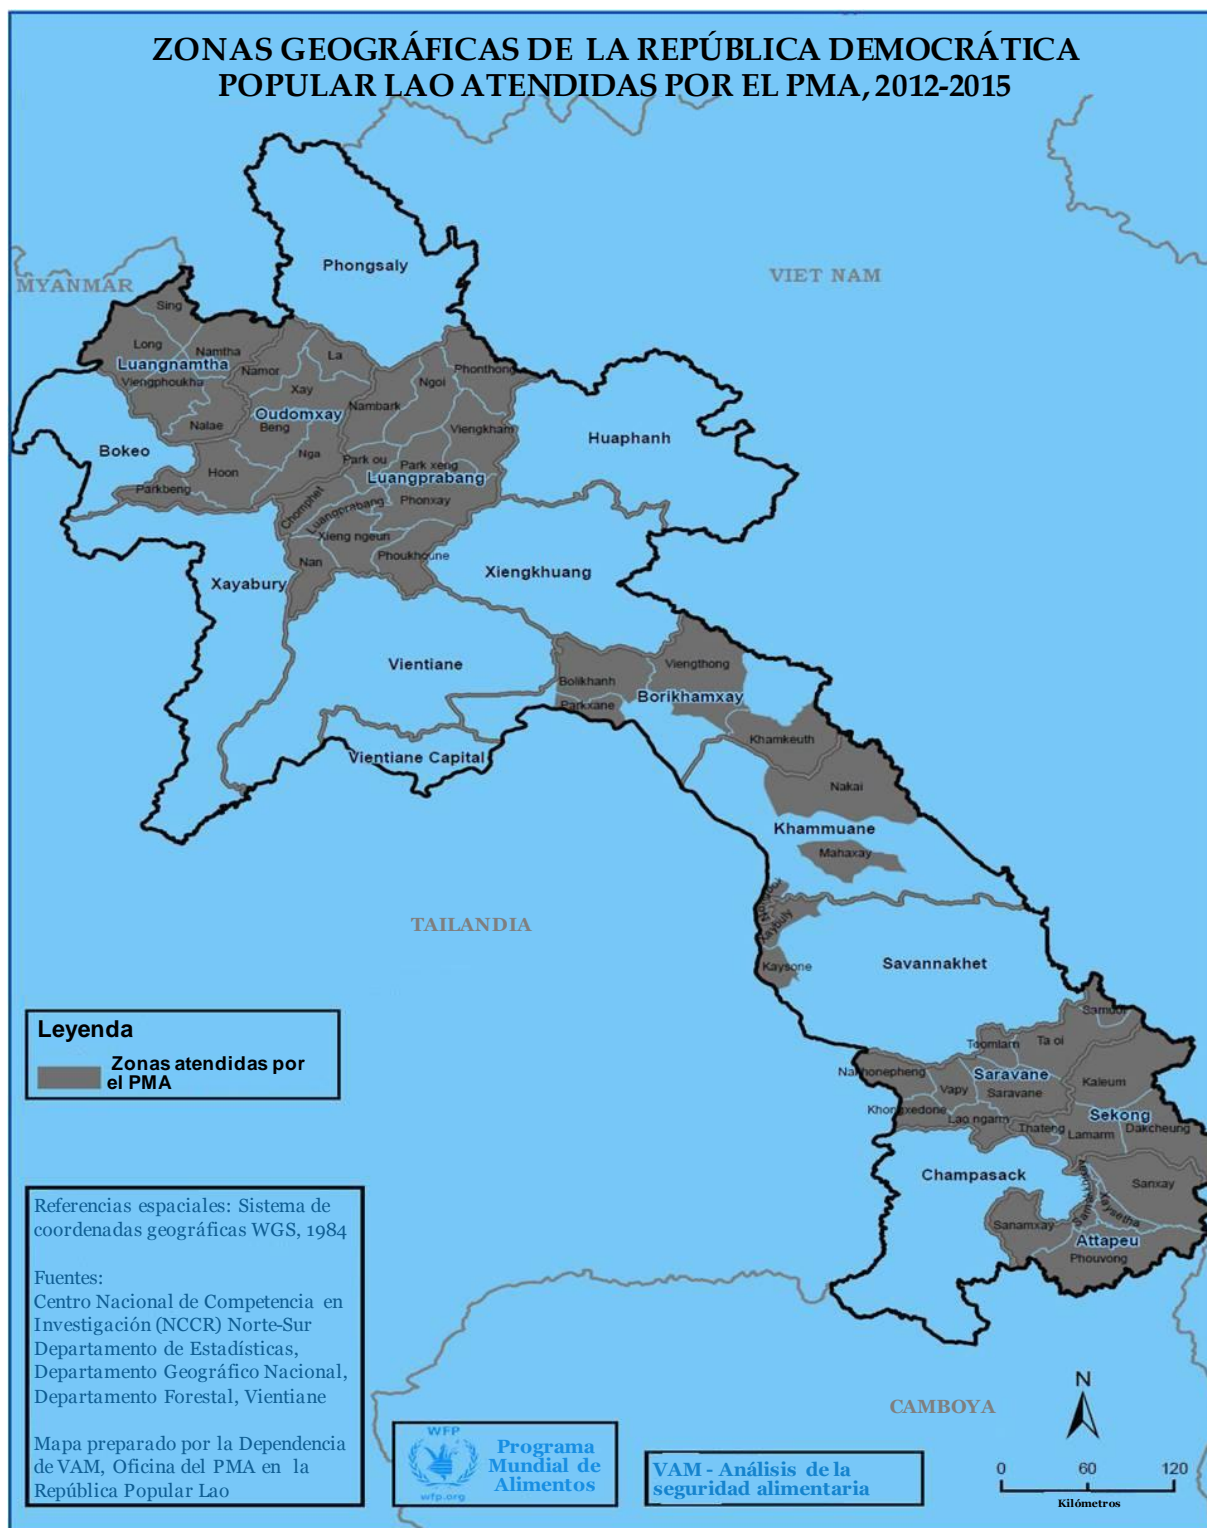 ZONAS GEOGRÁFICAS DE LA REPÚBLICA DEMOCRÁTICA
POPULAR LAO ATENDIDAS POR EL PMA, 2012-2015
Phongsaly
MYANMAR
VIET NAM
Sing
Long
Namtha
Luangnamtha
Viengphoukha
Nalae
Namor
La
Xay
Oudomxay
Beng
Nga
Hoon
Parkbeng
Bokeo
Phonthong
Ngoi
Nambark
Viengkham
Park ou
Park xeng
Luangprabang
Chomphet
Luangprabang
Phonxay
Xieng ngeun
Nan
Phoukhoune
Huaphanh
Xayabury
Xiengkhuang
Vientiane
Bolikhanh
Viengthong
Parkxane
Borikhamxay
Vientiane Capital
Khamkeuth
Nakai
Khammuane
Mahaxay
Xaybuly
Kaysone
TAILANDIA
Savannakhet
Samuoi
Toomlarn
Ta oi
Saravane
Nakhonepheng
Vapy
Saravane
Kaleum
Khongxedone
Lao ngarm
Sekong
Thateng
Lamarm
Dakcheung
Champasack
Sanxay
Xaysetha
Sanamxay
Attapeu
Phouvong
CAMBOYA
Leyenda
Zonas atendidas por
el PMA
Referencias espaciales: Sistema de
coordenadas geográficas WGS, 1984
Fuentes:
Centro Nacional de Competencia en
Investigación (NCCR) Norte-Sur
Departamento de Estadísticas,
Departamento Geográfico Nacional,
Departamento Forestal, Vientiane
Mapa preparado por la Dependencia
de VAM, Oficina del PMA en la
República Popular Lao
WFP
wfp.org
Programa
Mundial de
Alimentos
VAM - Análisis de la
seguridad alimentaria
N
0 60 120
Kilómetros